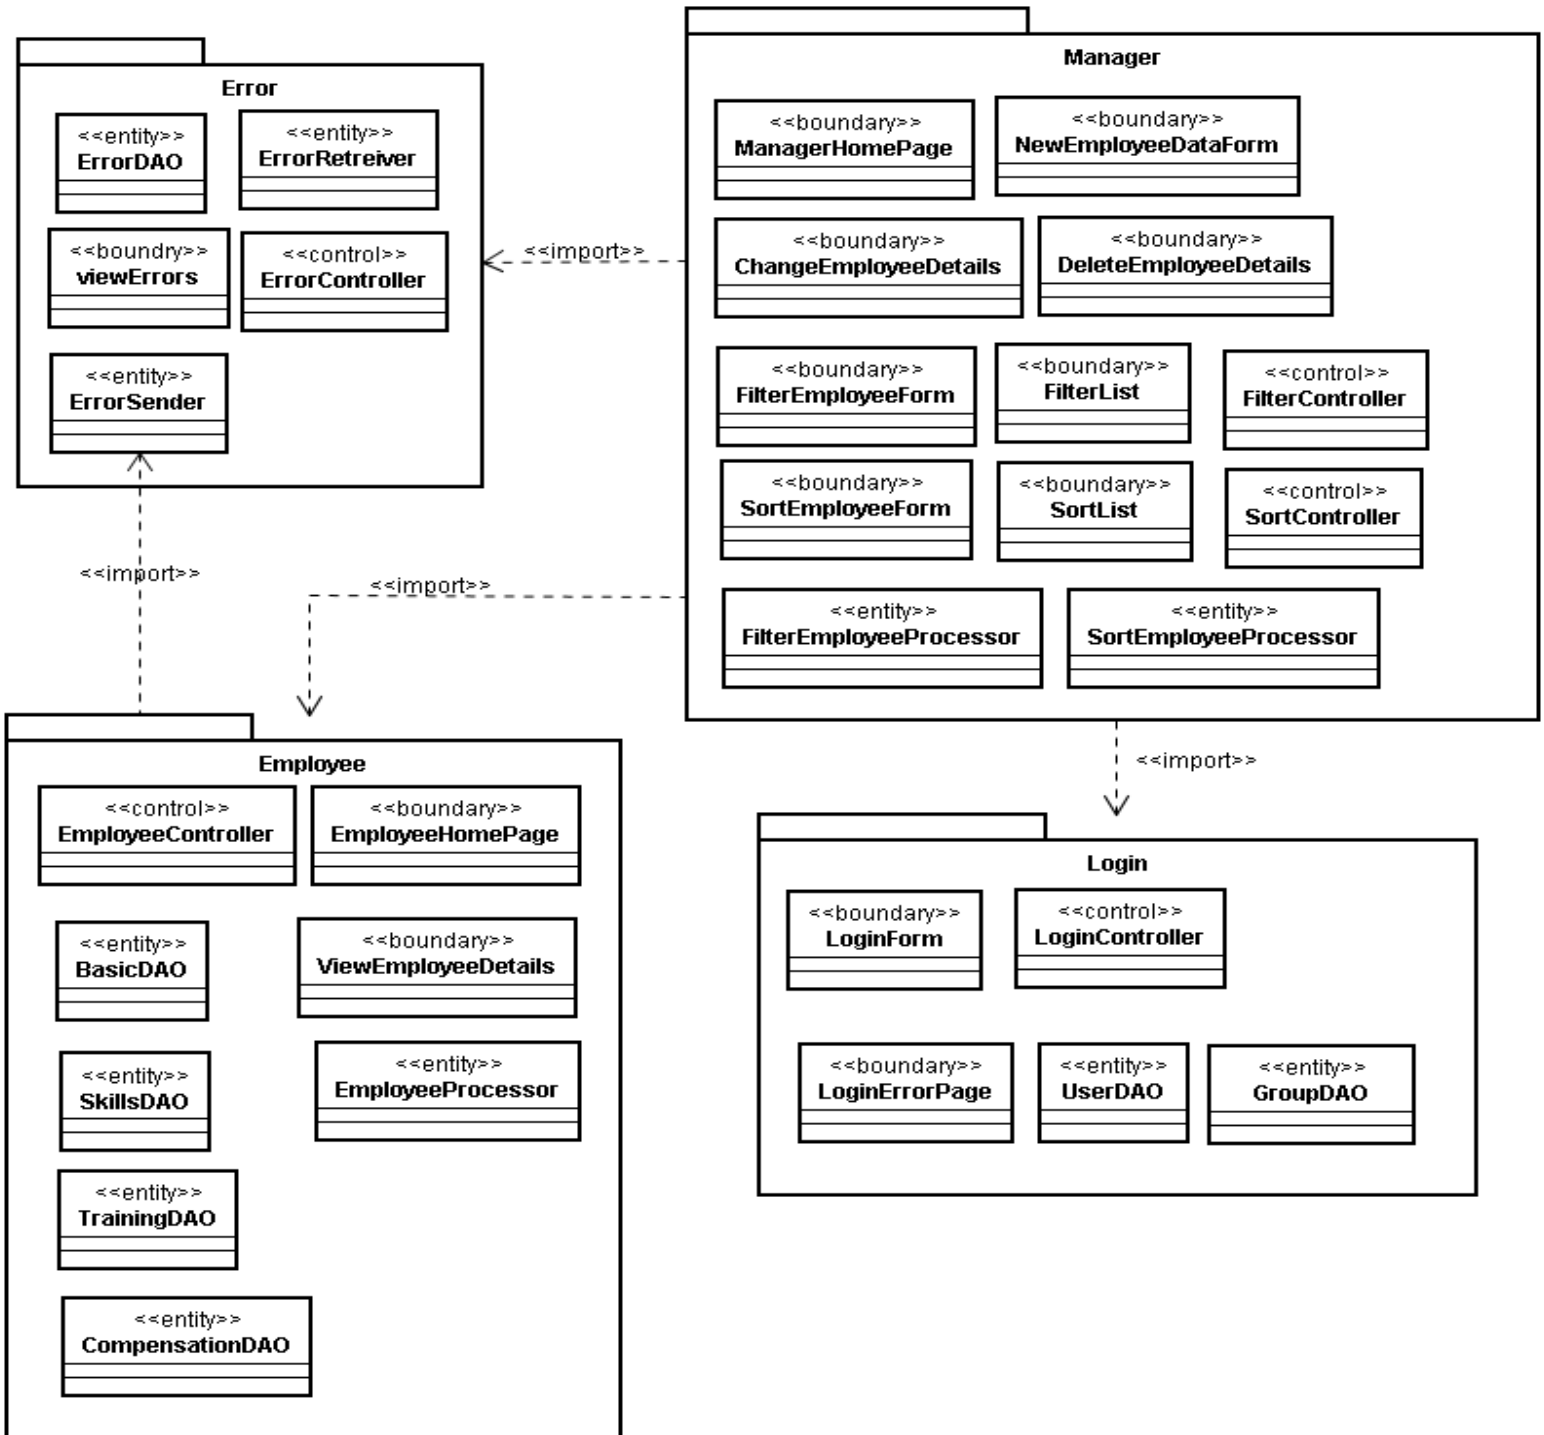 Error
<<entity>>
ErrorDAO
<<entity>>
ErrorRetreiver
<<boundry>>
viewErrors
<<control>>
ErrorController
<<entity>>
ErrorSender
<<import>>
Manager
<<boundary>>
ManagerHomePage
<<boundary>>
NewEmployeeDataForm
<<boundary>>
ChangeEmployeeDetails
<<boundary>>
DeleteEmployeeDetails
<<boundary>>
FilterEmployeeForm
<<boundary>>
FilterList
<<control>>
FilterController
<<boundary>>
SortEmployeeForm
<<boundary>>
SortList
<<control>>
SortController
<<entity>>
FilterEmployeeProcessor
<<entity>>
SortEmployeeProcessor
<<import>>
<<import>>
<<import>>
Employee
<<control>>
EmployeeController
<<boundary>>
EmployeeHomePage
<<entity>>
BasicDAO
<<boundary>>
ViewEmployeeDetails
<<entity>>
SkillsDAO
<<entity>>
EmployeeProcessor
<<entity>>
TrainingDAO
<<entity>>
CompensationDAO
Login
<<boundary>>
LoginForm
<<control>>
LoginController
<<boundary>>
LoginErrorPage
<<entity>>
UserDAO
<<entity>>
GroupDAO